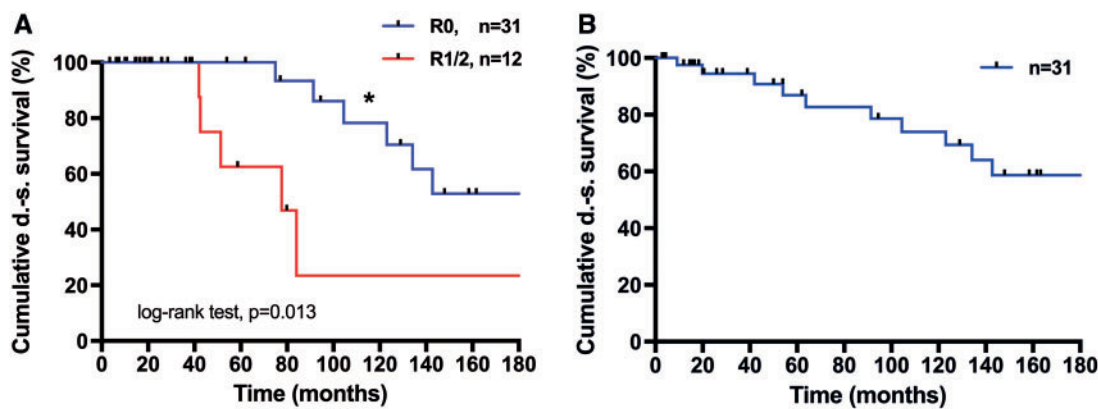 A
R0, n=31
R1/2, n=12
*
Cumulative d.-s. survival (%)
100
80
60
40
20
0
log-rank test, p=0.013
0 20 40 60 80 100 120 140 160 180
Time (months)
B
n=31
Cumulative d.-s. survival (%)
100
80
60
40
20
0
0 20 40 60 80 100 120 140 160 180
Time (months)